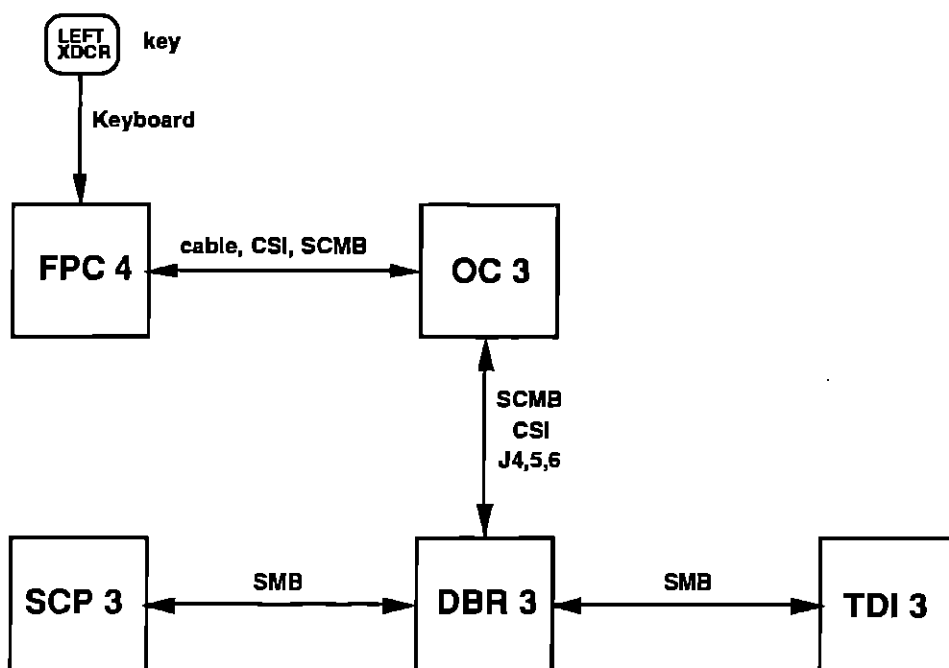 LEFT
XDCR
key
Keyboard
FPC 4
cable, CSI, SCMB
OC 3
SCMB
CSI
J4,5,6
SCP 3
SMB
DBR 3
SMB
TDI 3